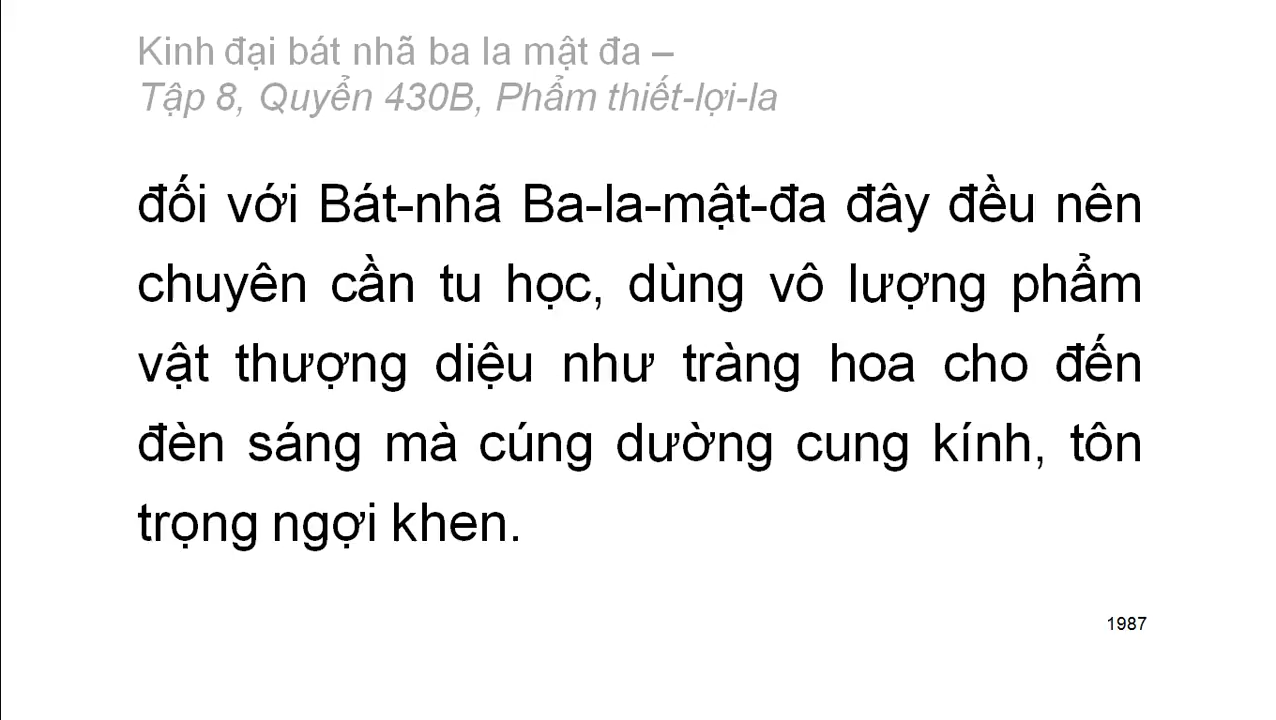 Kinh đại bát nhã ba la mật đa –
Tập 8, Quyển 430B, Phẩm thiết-lợi-la
đối với Bát-nhã Ba-la-mật-đa đây đều nên
chuyên cần tu học, dùng vô lượng phẩm
vật thượng diệu như tràng hoa cho đến
đèn sáng mà cúng dường cung kính, tôn
trọng ngợi khen.
1987